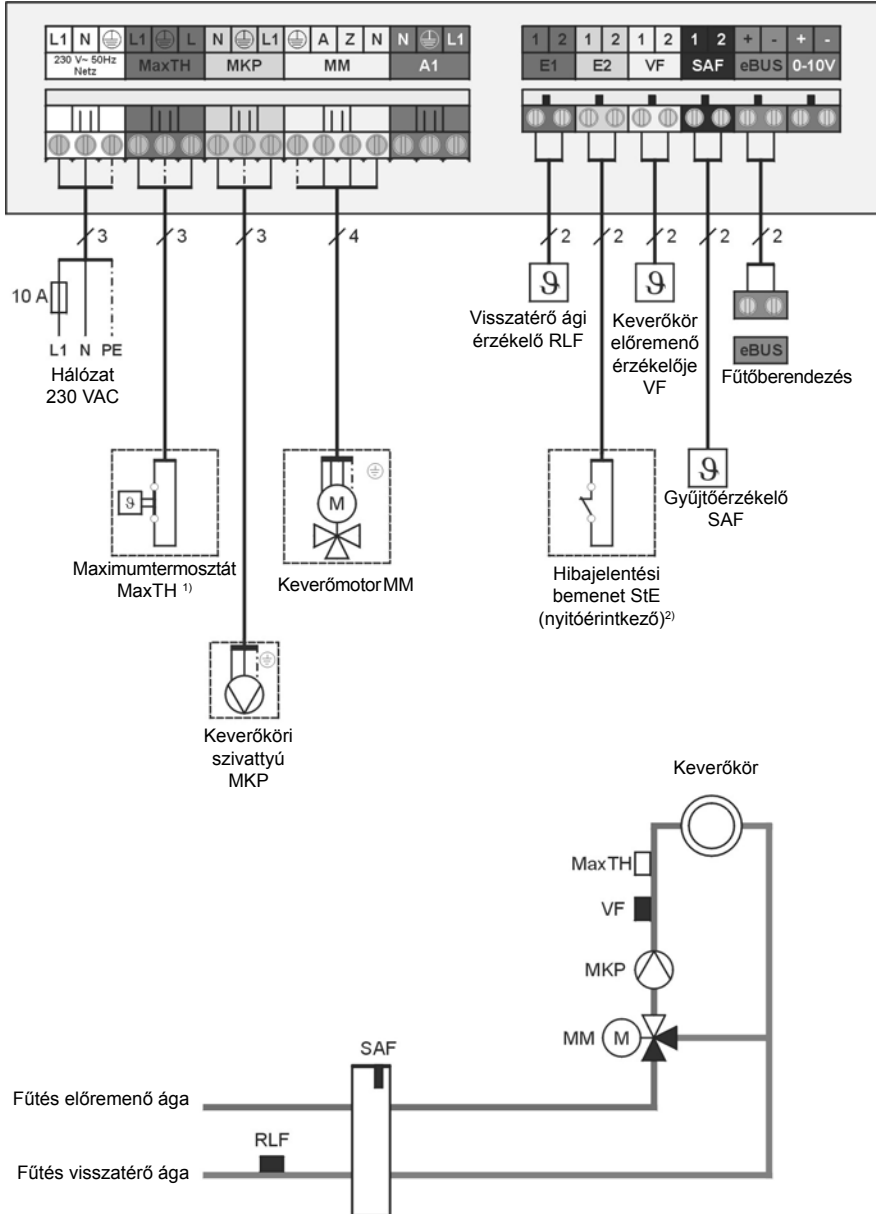 L1 N L1 L N L1 A Z N N L1
230 V~ 50Hz
Netz
MaxTH MKP MM A1
1 2 1 2 1 2 1 2 + - + -
E1 E2 VF SAF eBUS 0-10V
3 3 3 4 2 2 2 2 2
10 A
L1 N PE
Hálózat
230 VAC
ϑ
Visszatérő ági
érzékelő RLF
ϑ
Keverőkör
előremenő
érzékelője
VF
eBUS
Fűtőberendezés
ϑ
Maximumtermosztát
MaxTH 1)
M
Keverőmotor MM
Hibajelentési
bemenet StE
(nyitóérintkező)2)
ϑ
Gyűjtőérzékelő
SAF
Keverőköri
szivattyú
MKP
Keverőkör
MaxTH
VF
MKP
MM M
SAF
Fűtés előremenő ága
RLF
Fűtés visszatérő ága